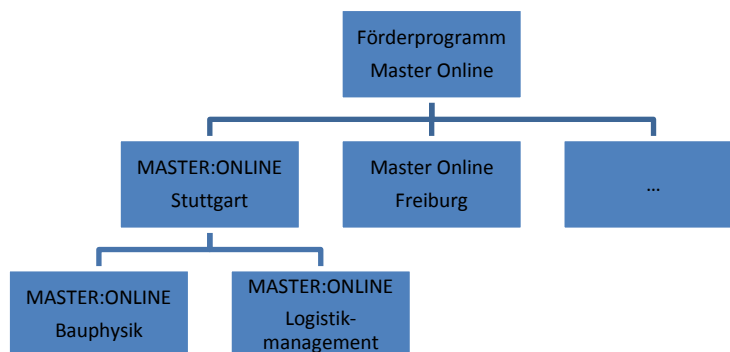 Förderprogramm
Master Online
MASTER:ONLINE
Stuttgart
Master Online
Freiburg
...
MASTER:ONLINE
Bauphysik
MASTER:ONLINE
Logistik-
management